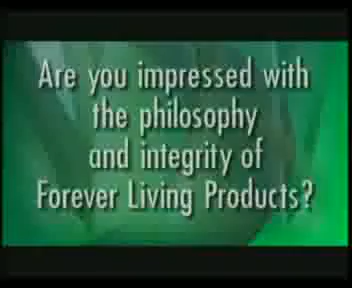 Are you impressed with
the philosophy
and integrity of
Forever Living Products?